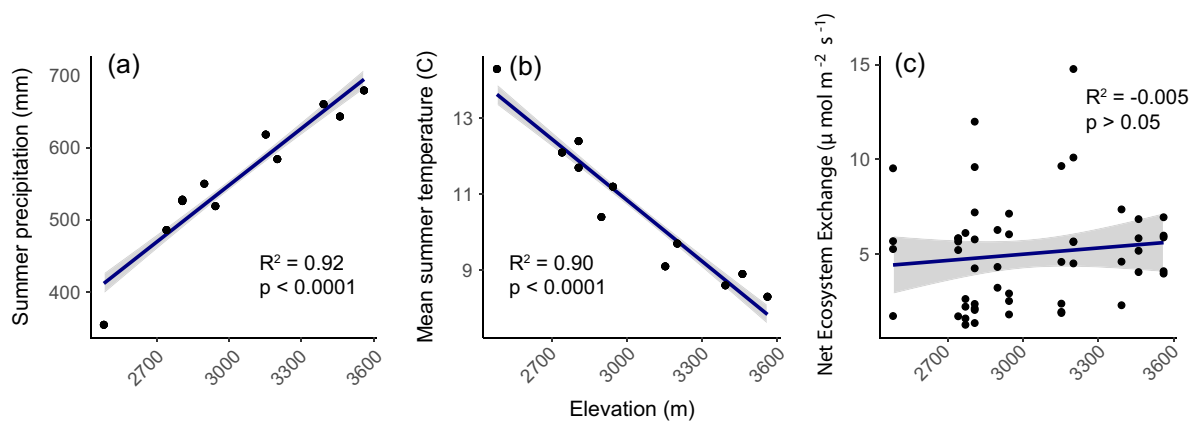 (a)
Summer precipitation (mm)
700
600
500
400
R² = 0.92
p < 0.0001
2700
3000
3300
3600
(b)
Mean summer temperature (C)
13
11
9
R² = 0.90
p < 0.0001
2700
3000
3300
3600
Elevation (m)
(c)
Net Ecosystem Exchange (μ mol m⁻² s⁻¹)
15
10
5
R² = -0.005
p > 0.05
2700
3000
3300
3600